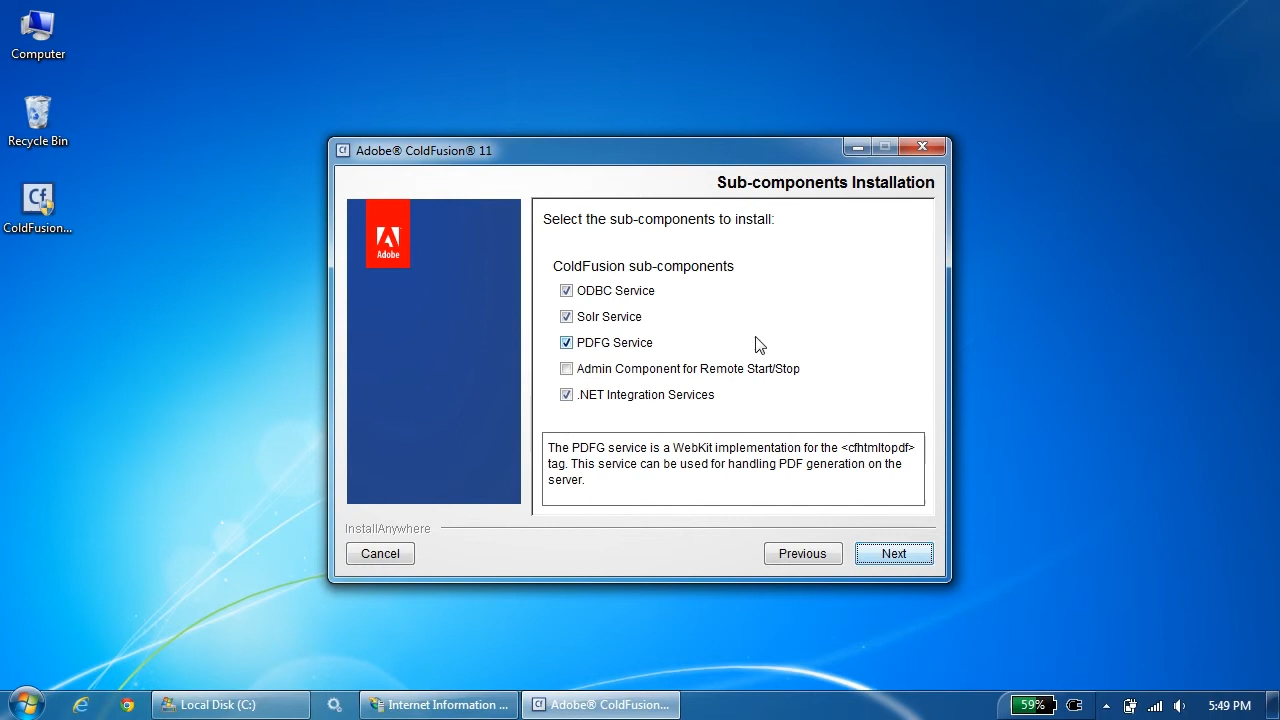 Computer
Recycle Bin
Cf
ColdFusion...
Cf Adobe® ColdFusion® 11
Sub-components Installation
Adobe
Select the sub-components to install:
ColdFusion sub-components
ODBC Service
Solr Service
PDFG Service
Admin Component for Remote Start/Stop
.NET Integration Services
The PDFG service is a WebKit implementation for the <cfhtmltopdf>
tag. This service can be used for handling PDF generation on the
server.
InstallAnywhere
Cancel
Previous
Next
Local Disk (C:)
Internet Information ...
Cf Adobe® ColdFusion...
59%
5:49 PM